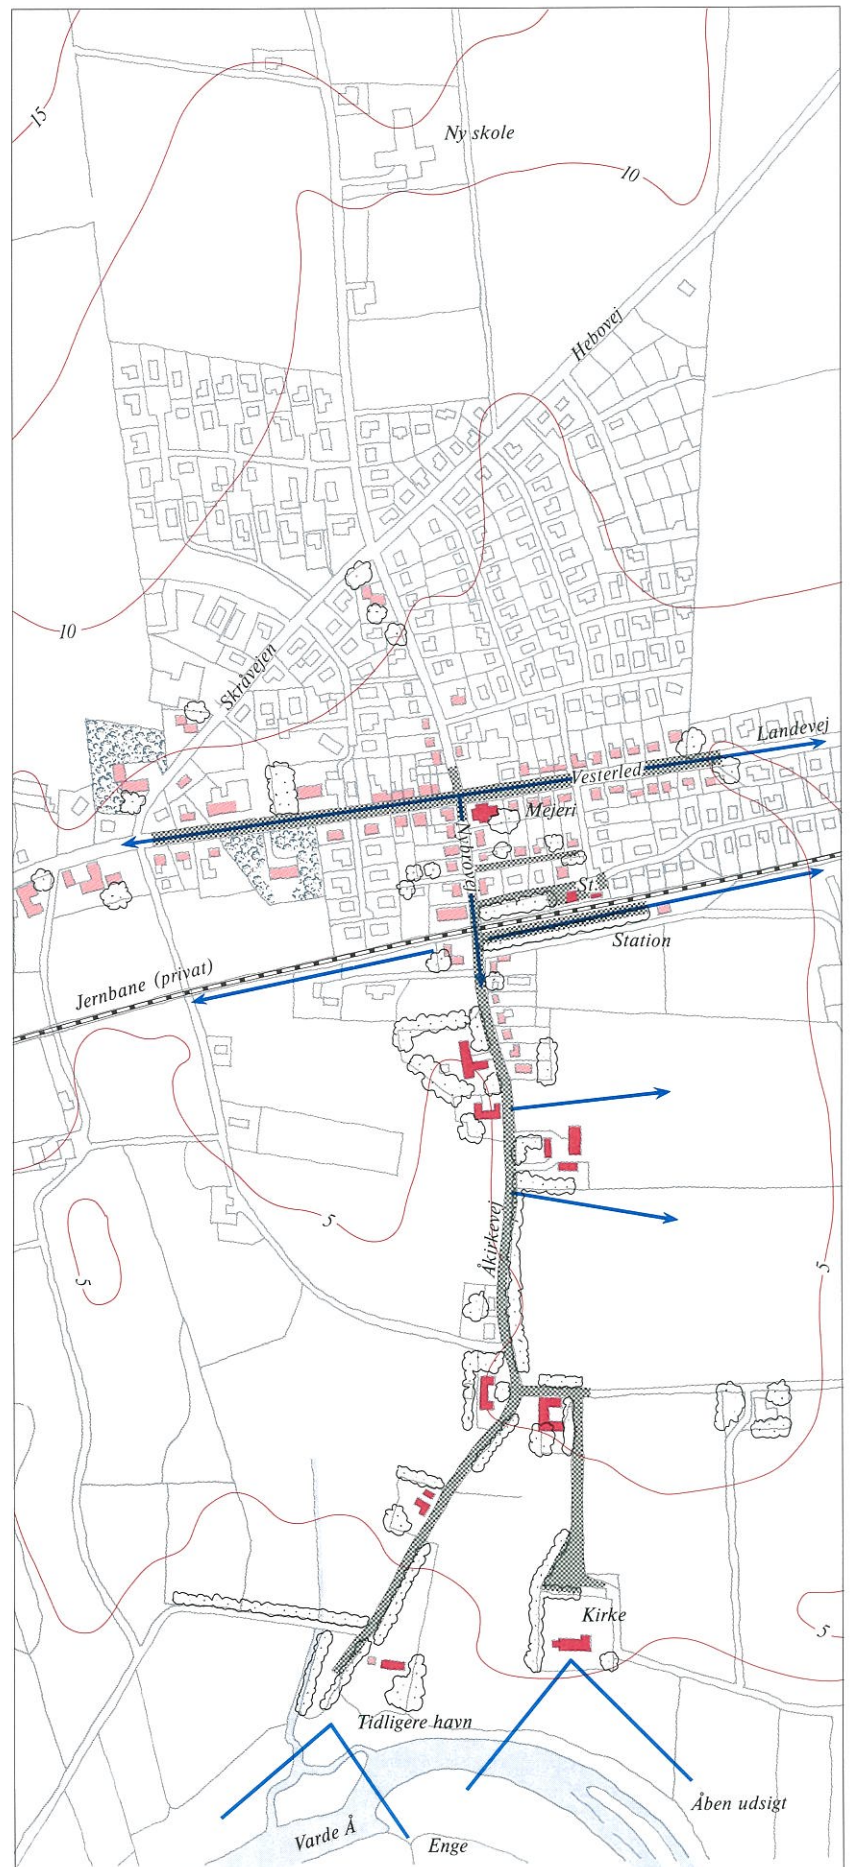 15
Ny skole
10
Hebovej
10
Skråvejen
Landevej
Vesterled
Mejeri
Nybrovej
St.
Station
Jernbane (privat)
5
Åkirkevej
5
5
Kirke
5
Tidligere havn
Åben udsigt
Varde Å
Enge